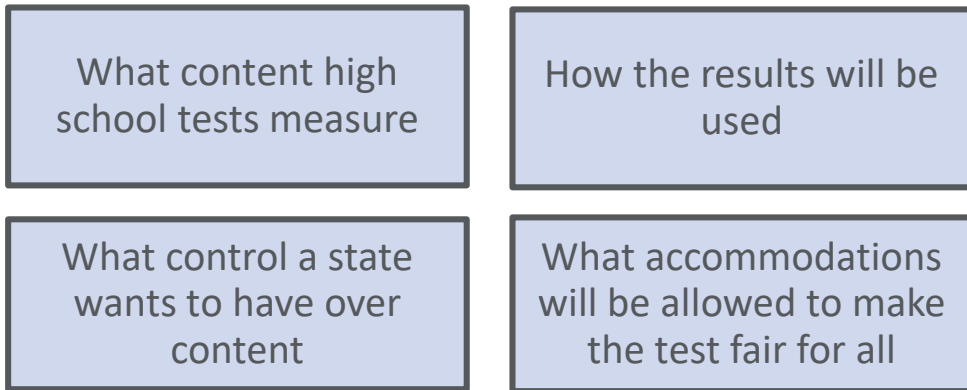 What content high
school tests measure
How the results will be
used
What control a state
wants to have over
content
What accommodations
will be allowed to make
the test fair for all